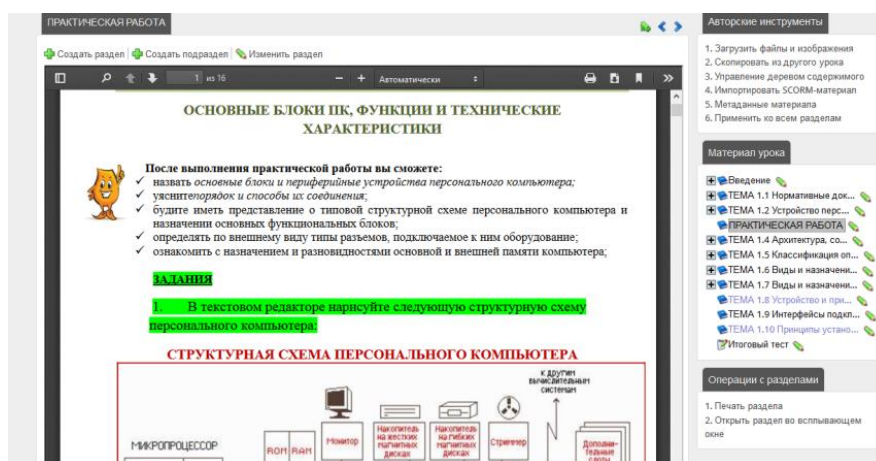 ПРАКТИЧЕСКАЯ РАБОТА
Создать раздел Создать подраздел Изменить раздел
1 из 16 Автоматически
ОСНОВНЫЕ БЛОКИ ПК, ФУНКЦИИ И ТЕХНИЧЕСКИЕ
ХАРАКТЕРИСТИКИ
После выполнения практической работы вы сможете:
назвать основные блоки и периферийные устройства персонального компьютера;
уяснитепорядок и способы их соединения;
будите иметь представление о типовой структурной схеме персонального компьютера и
назначении основных функциональных блоков;
определять по внешнему виду типы разъемов, подключаемое к ним оборудование;
ознакомить с назначением и разновидностями основной и внешней памяти компьютера;
ЗАДАНИЯ
1. В текстовом редакторе нарисуйте следующую структурную схему
персонального компьютера:
СТРУКТУРНАЯ СХЕМА ПЕРСОНАЛЬНОГО КОМПЬЮТЕРА
К ДРУГИМ
ВЫЧИСЛИТЕЛЬНЫМ
СИСТЕМАМ
МИКРОПРОЦЕССОР
ROM RAM
Монитор
Накопитель
на жестких
магнитных
дисках
Накопитель
на гибких
магнитных
дисках
Стриммер
Дополни-
тельные
слоты
Авторские инструменты
1. Загрузить файлы и изображения
2. Скопировать из другого урока
3. Управление деревом содержимого
4. Импортировать SCORM-материал
5. Метаданные материала
6. Применить ко всем разделам
Материал урока
Введение
ТЕМА 1.1 Нормативные док...
ТЕМА 1.2 Устройство перс...
ПРАКТИЧЕСКАЯ РАБОТА
ТЕМА 1.4 Архитектура, со...
ТЕМА 1.5 Классификация оп...
ТЕМА 1.6 Виды и назначени...
ТЕМА 1.7 Виды и назначени...
ТЕМА 1.8 Устройство и при...
ТЕМА 1.9 Интерфейсы подкл...
ТЕМА 1.10 Принципы устано...
Итоговый тест
Операции с разделами
1. Печать раздела
2. Открыть раздел во всплывающем
окне